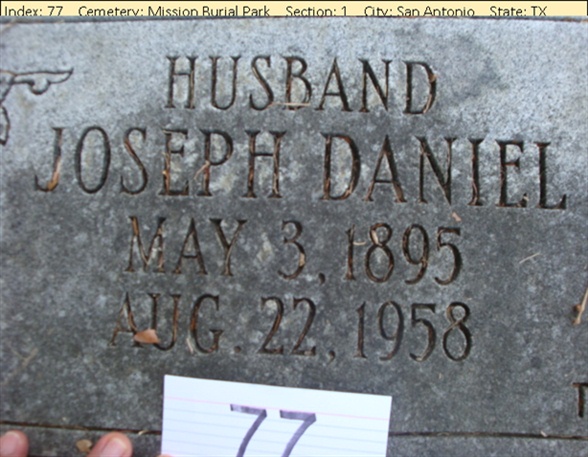 Index: 77 Cemetery: Mission Burial Park Section: 1 City: San Antonio State: TX
HUSBAND
JOSEPH DANIEL
MAY 3, 1895
AUG. 22, 1958
77